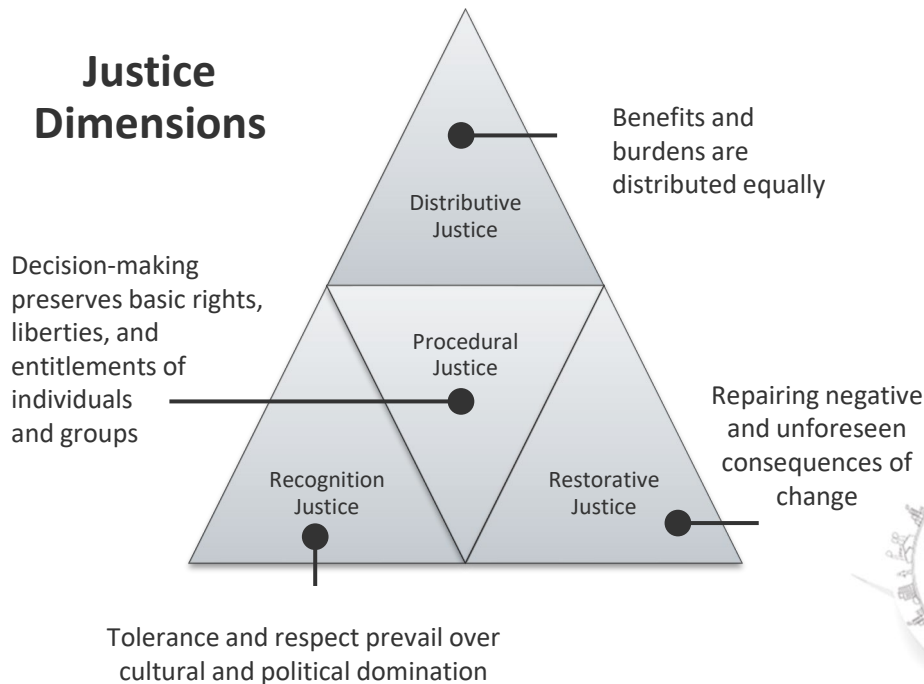 Justice
Dimensions
Benefits and
burdens are
distributed equally
Distributive
Justice
Decision-making
preserves basic rights,
liberties, and
entitlements of
individuals
and groups
Procedural
Justice
Repairing negative
and unforeseen
consequences of
change
Recognition
Justice
Restorative
Justice
Tolerance and respect prevail over
cultural and political domination